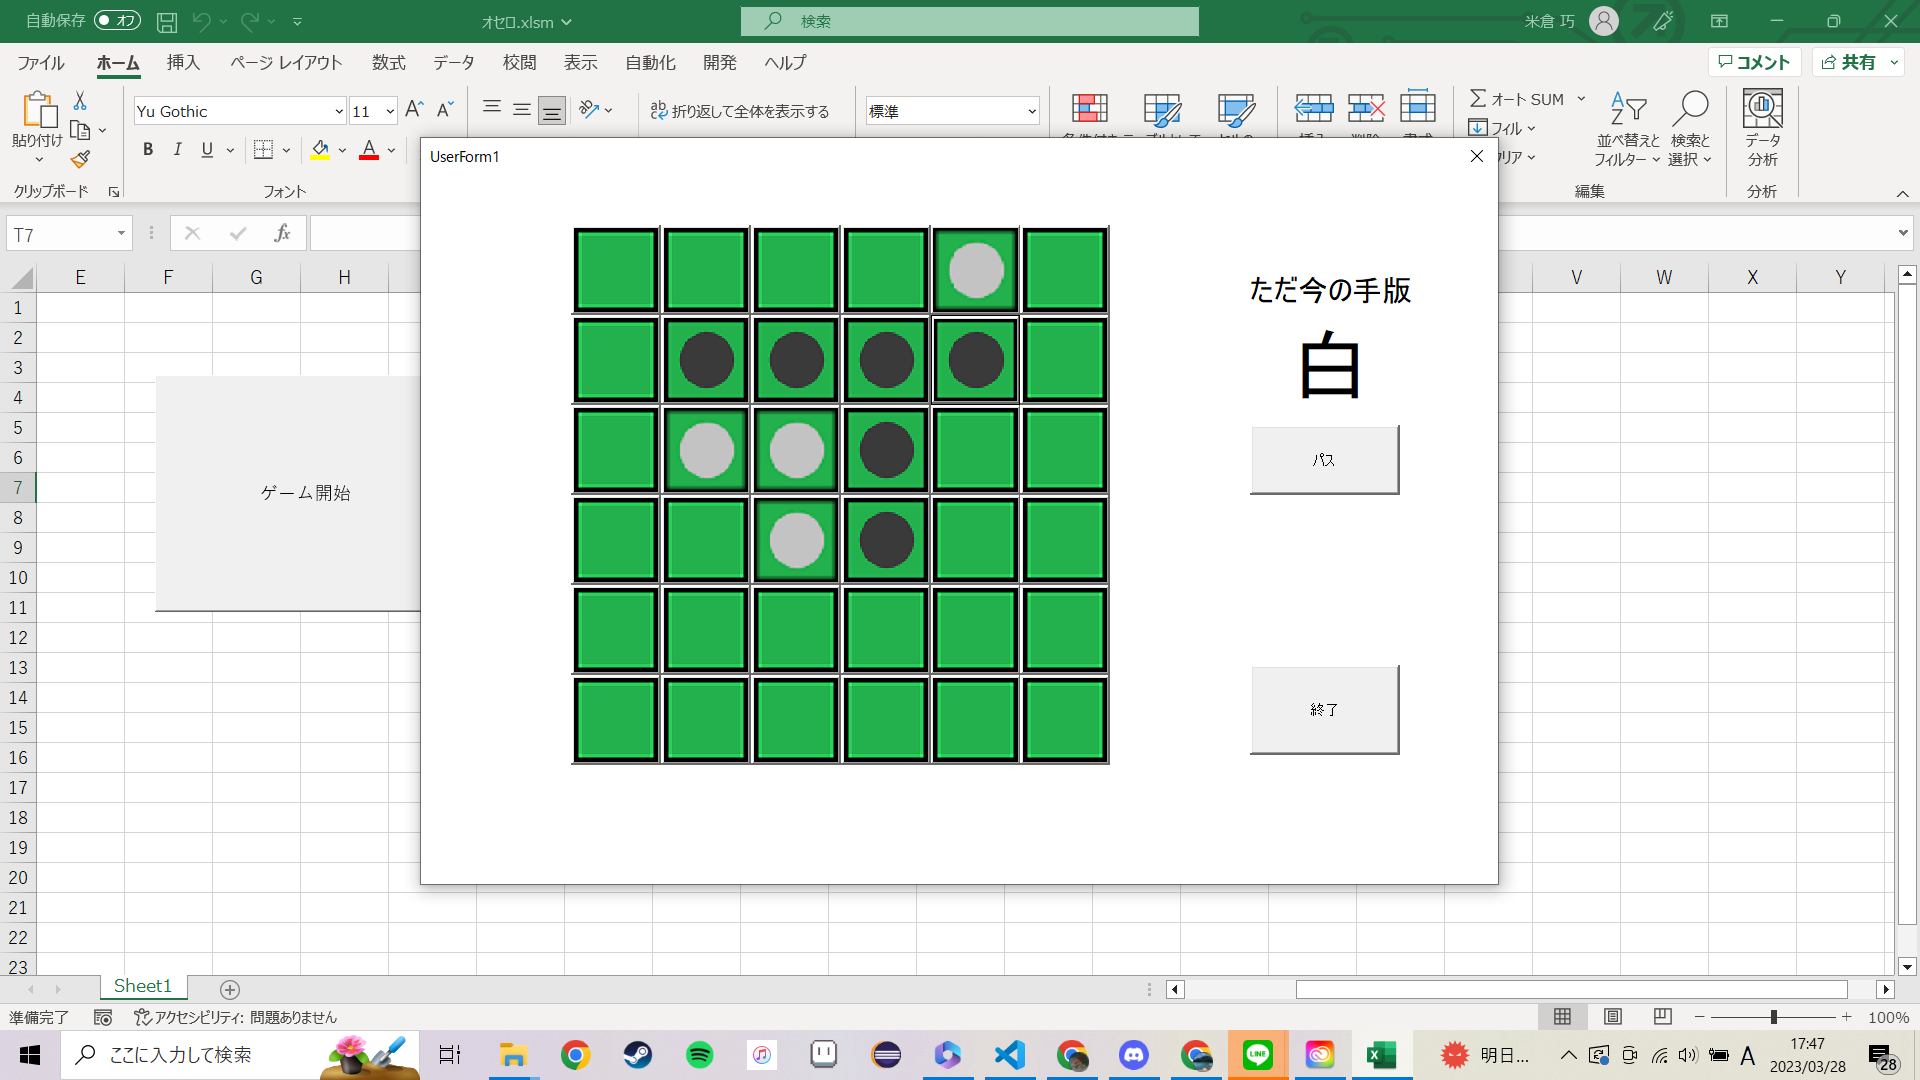 自動保存 オフ オセロ.xlsm 検索 米倉 巧
ファイル ホーム 挿入 ページ レイアウト 数式 データ 校閲 表示 自動化 開発 ヘルプ コメント 共有
貼り付け Yu Gothic 11 A A ab 折り返して全体を表示する 標準 オート SUM
フィル
B I U A
並べ替えと
フィルター
検索と
選択
データ
分析
クリップボード フォント 編集 分析
UserForm1
T7 fx
E F G H V W X Y
1
2
3
4
5
6
7
8
9
10
11
12
13
14
15
16
17
18
19
20
21
22
23
ゲーム開始
ただ今の手版
白
パス
終了
Sheet1
準備完了 アクセシビリティ: 問題ありません 100%
ここに入力して検索 LINE 明日... A 17:47
2023/03/28 28